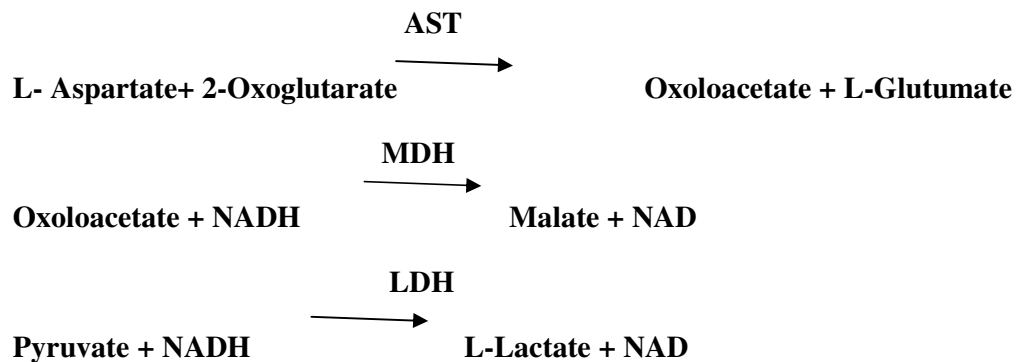 AST
L- Aspartate+ 2-Oxoglutarate Oxoloacetate + L-Glutumate
MDH
Oxoloacetate + NADH Malate + NAD
LDH
Pyruvate + NADH L-Lactate + NAD